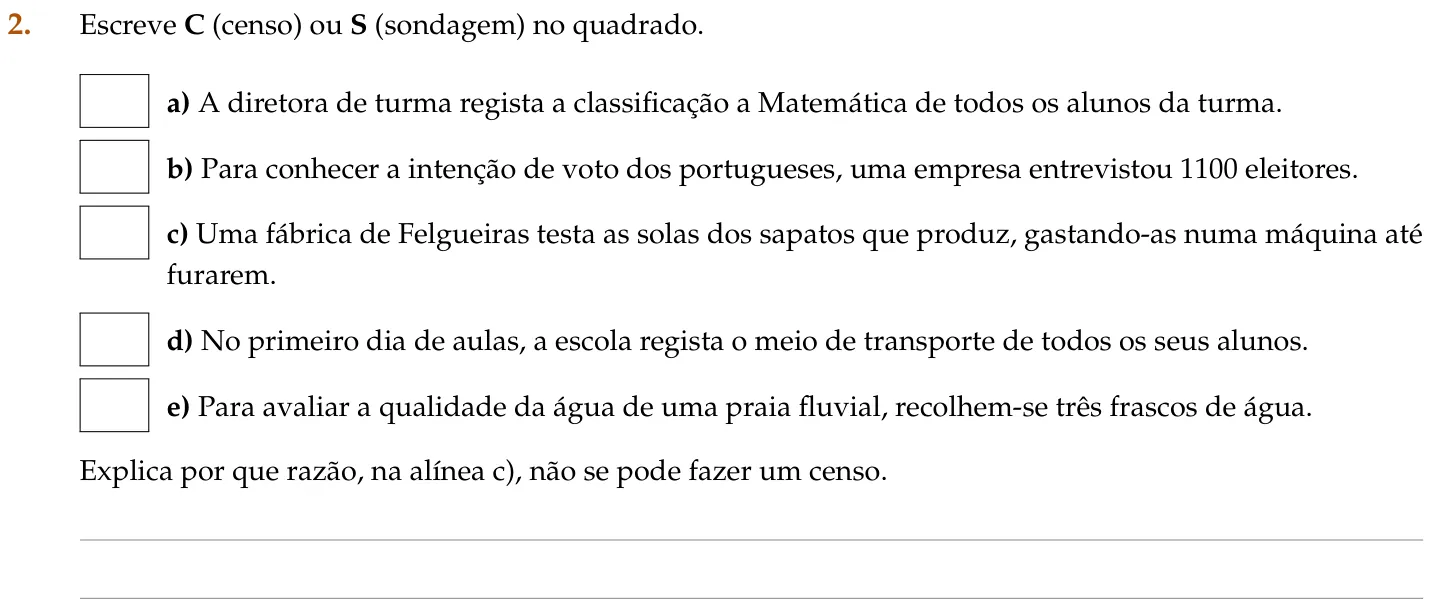 2. Escreve C (censo) ou S (sondagem) no quadrado.
a) A diretora de turma regista a classificação a Matemática de todos os alunos da turma.
b) Para conhecer a intenção de voto dos portugueses, uma empresa entrevistou 1100 eleitores.
c) Uma fábrica de Felgueiras testa as solas dos sapatos que produz, gastando-as numa máquina até
furarem.
d) No primeiro dia de aulas, a escola regista o meio de transporte de todos os seus alunos.
e) Para avaliar a qualidade da água de uma praia fluvial, recolhem-se três frascos de água.
Explica por que razão, na alínea c), não se pode fazer um censo.